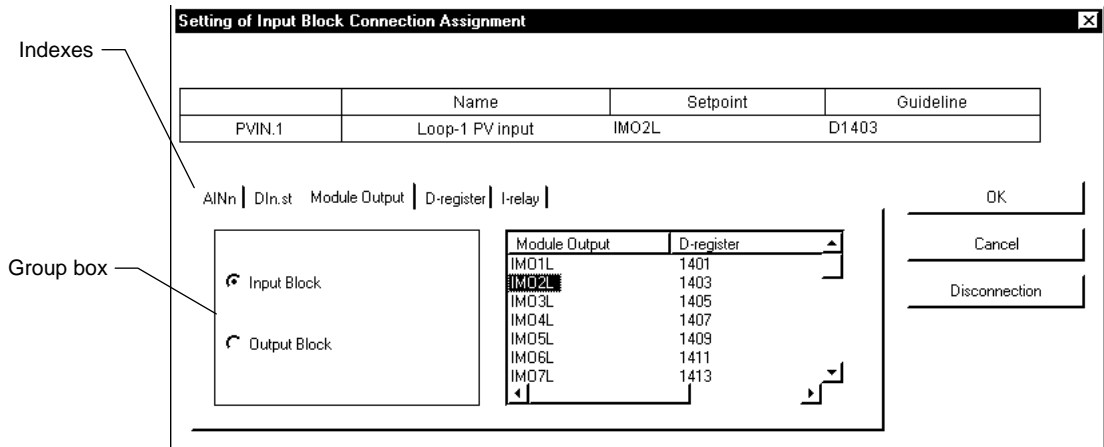 Setting of Input Block Connection Assignment
Indexes
Name Setpoint Guideline
PVIN.1 Loop-1 PV input IMO2L D1403
AINn DIn.st Module Output D-register I-relay
OK
Cancel
Disconnection
Group box
Input Block
Output Block
Module Output D-register
IMO1L 1401
IMO2L 1403
IMO3L 1405
IMO4L 1407
IMO5L 1409
IMO6L 1411
IMO7L 1413